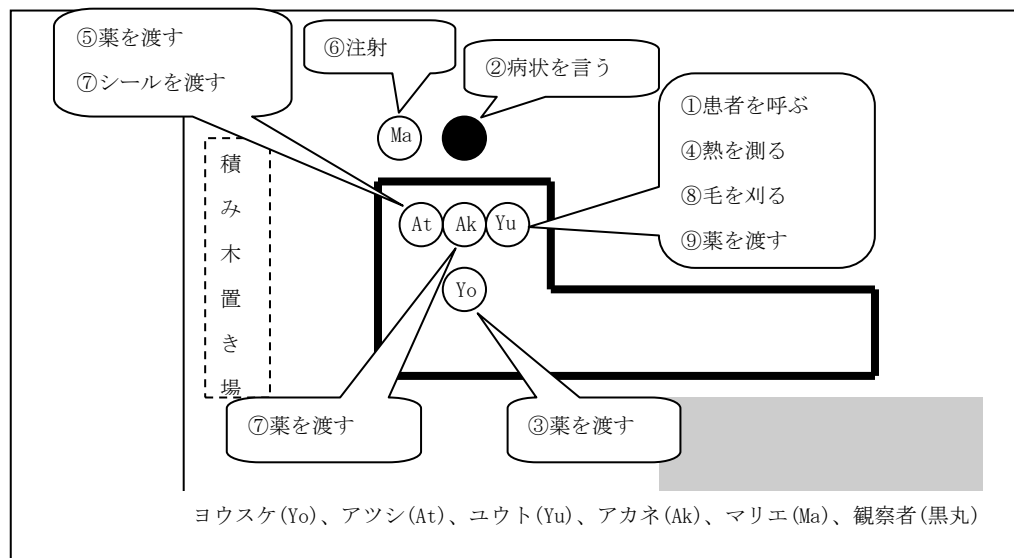 ⑤薬を渡す
⑦シールを渡す
⑥注射
②病状を言う
①患者を呼ぶ
④熱を測る
⑧毛を刈る
⑨薬を渡す
Ma
積み木置き場
At
Ak
Yu
Yo
⑦薬を渡す
③薬を渡す
ヨウスケ(Yo)、アツシ(At)、ユウト(Yu)、アカネ(Ak)、マリエ(Ma)、観察者(黒丸)